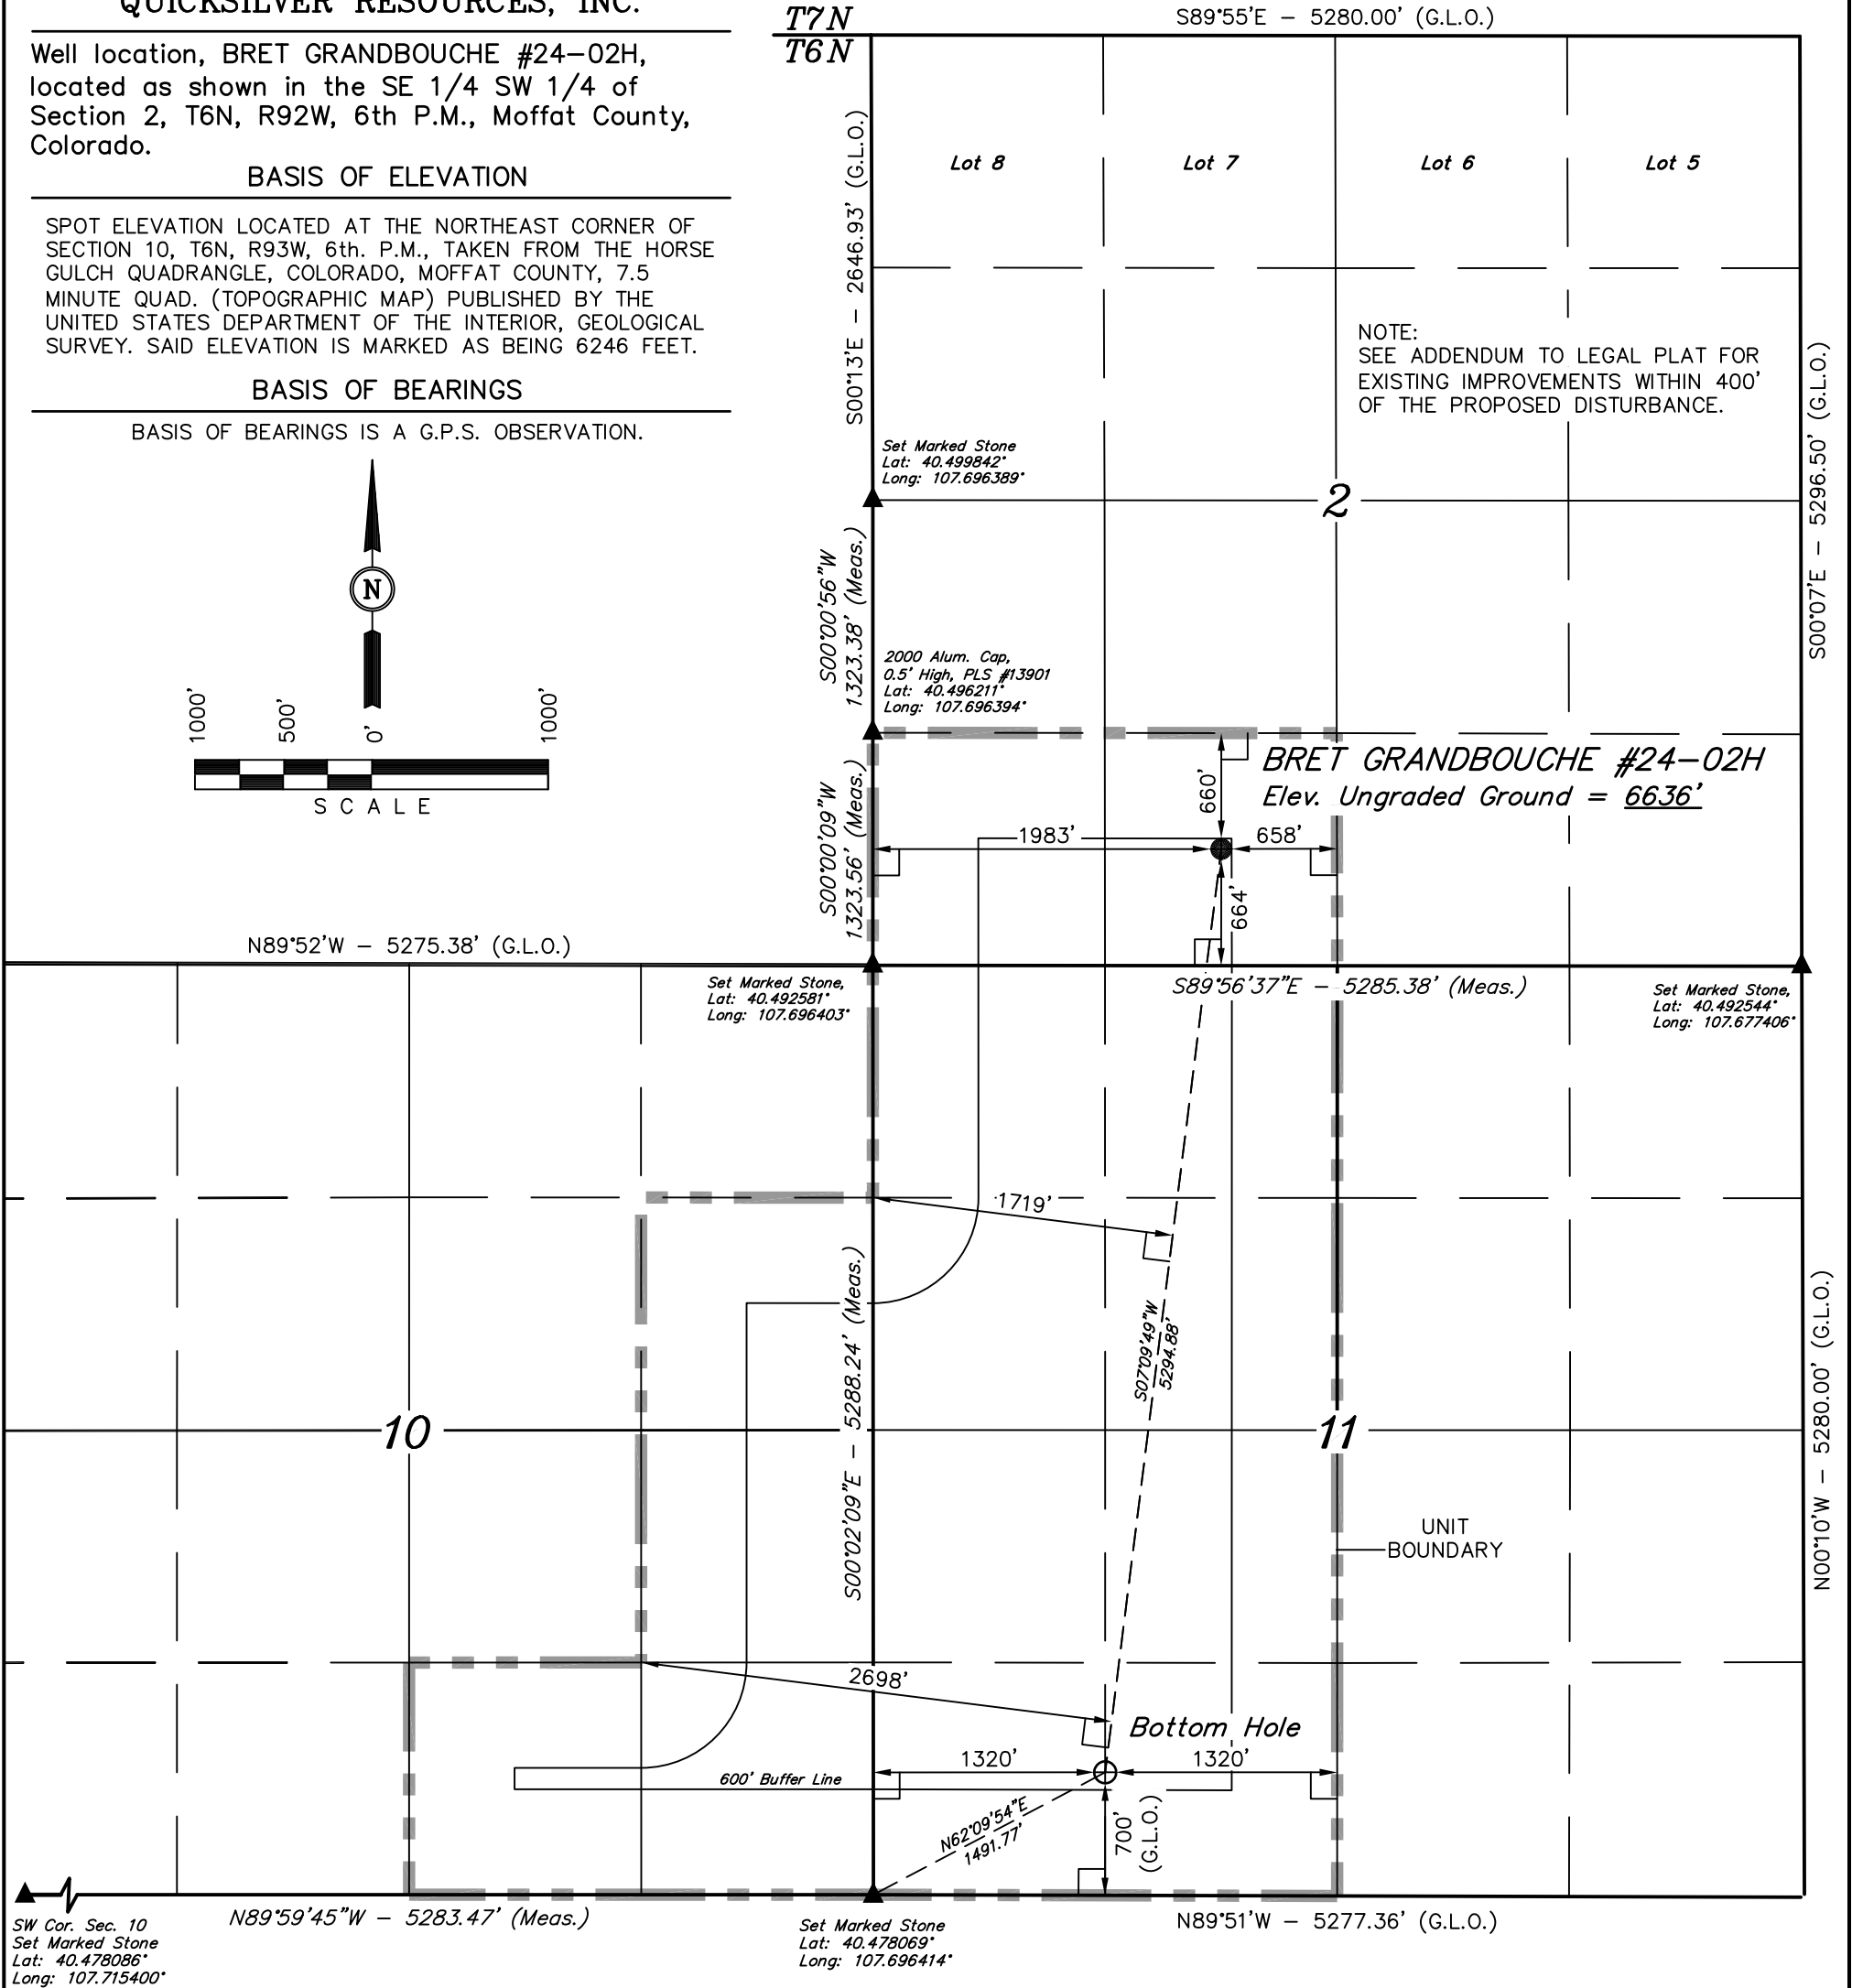 QUICKSILVER RESOURCES, INC.
Well location, BRET GRANDBOUCHE #24-02H,
located as shown in the SE 1/4 SW 1/4 of
Section 2, T6N, R92W, 6th P.M., Moffat County,
Colorado.
BASIS OF ELEVATION
SPOT ELEVATION LOCATED AT THE NORTHEAST CORNER OF
SECTION 10, T6N, R93W, 6th. P.M., TAKEN FROM THE HORSE
GULCH QUADRANGLE, COLORADO, MOFFAT COUNTY, 7.5
MINUTE QUAD. (TOPOGRAPHIC MAP) PUBLISHED BY THE
UNITED STATES DEPARTMENT OF THE INTERIOR, GEOLOGICAL
SURVEY. SAID ELEVATION IS MARKED AS BEING 6246 FEET.
BASIS OF BEARINGS
BASIS OF BEARINGS IS A G.P.S. OBSERVATION.
N
1000'
500'
0'
1000'
SCALE
T7N
T6N
S89°55'E - 5280.00' (G.L.O.)
S00°13'E - 2646.93' (G.L.O.)
Lot 8
Lot 7
Lot 6
Lot 5
NOTE:
SEE ADDENDUM TO LEGAL PLAT FOR
EXISTING IMPROVEMENTS WITHIN 400'
OF THE PROPOSED DISTURBANCE.
S00°07'E - 5296.50' (G.L.O.)
Set Marked Stone
Lat: 40.499842°
Long: 107.696389°
2
S00°00'56"W
1323.38' (Meas.)
2000 Alum. Cap,
0.5' High, PLS #13901
Lat: 40.496211°
Long: 107.696394°
BRET GRANDBOUCHE #24-02H
Elev. Ungraded Ground = 6636'
660'
1983'
658'
664'
S00°00'09"W
1323.56' (Meas.)
N89°52'W - 5275.38' (G.L.O.)
Set Marked Stone,
Lat: 40.492581°
Long: 107.696403°
S89°56'37"E - 5285.38' (Meas.)
Set Marked Stone,
Lat: 40.492544°
Long: 107.677406°
1719'
S00°02'09"E - 5288.24' (Meas.)
S07°09'49"W
5294.88'
N00°10'W - 5280.00' (G.L.O.)
10
11
UNIT
BOUNDARY
2698'
Bottom Hole
1320'
1320'
600' Buffer Line
N62°09'54"E
1491.77'
700'
(G.L.O.)
N89°59'45"W - 5283.47' (Meas.)
N89°51'W - 5277.36' (G.L.O.)
SW Cor. Sec. 10
Set Marked Stone
Lat: 40.478086°
Long: 107.715400°
Set Marked Stone
Lat: 40.478069°
Long: 107.696414°